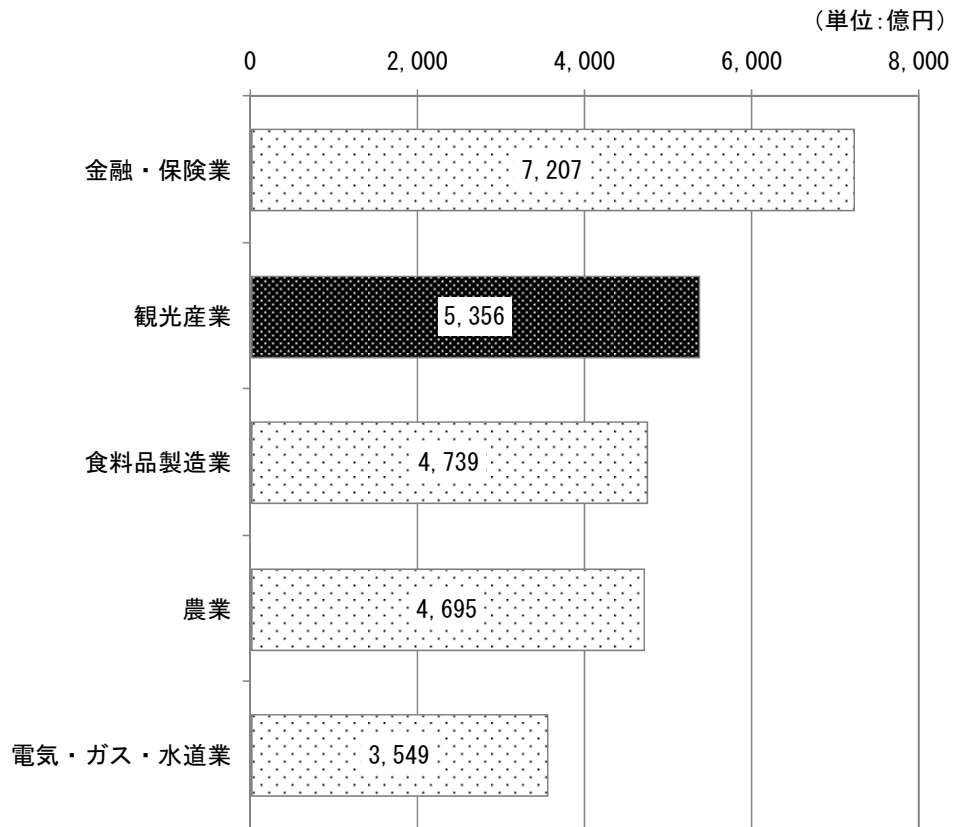 （単位:億円）
0 2,000 4,000 6,000 8,000
金融・保険業 7,207
観光産業 5,356
食料品製造業 4,739
農業 4,695
電気・ガス・水道業 3,549